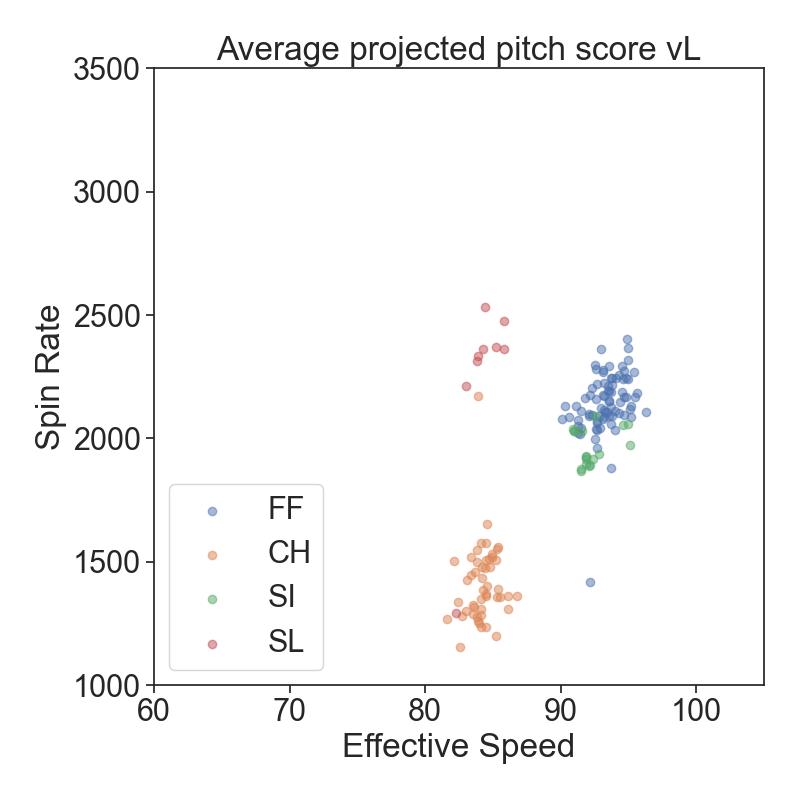 Average projected pitch score vL
3500
3000
2500
2000
1500
1000
Spin Rate
FF
CH
SI
SL
60 70 80 90 100
Effective Speed